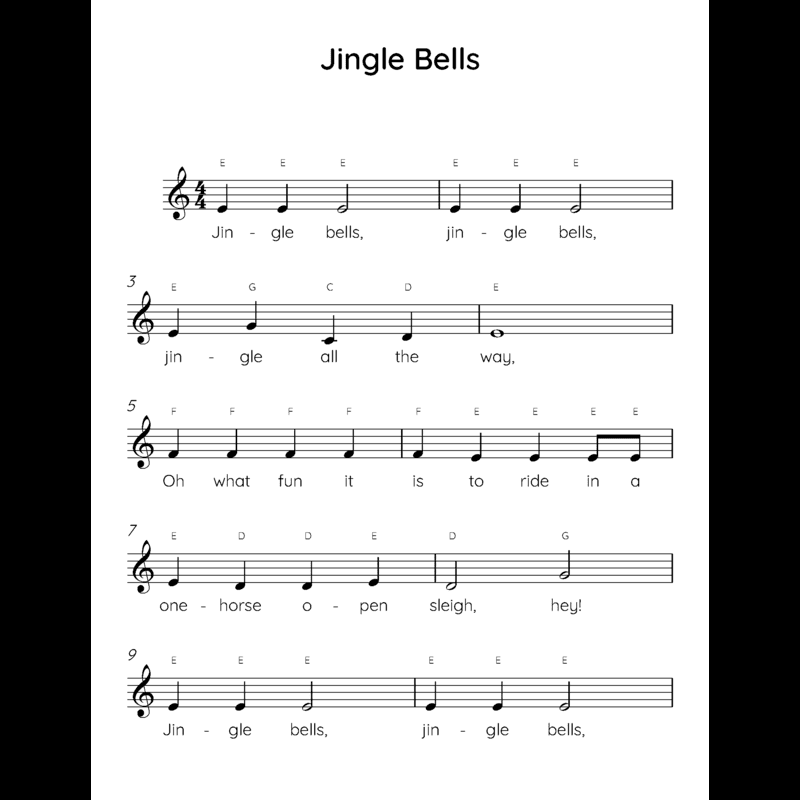 Jingle Bells
E E E E E E
4
4
Jin - gle bells, jin - gle bells,
3
E G C D E
jin - gle all the way,
5
F F F F F E E E E
Oh what fun it is to ride in a
7
E D D E D G
one - horse o - pen sleigh, hey!
9
E E E E E E
Jin - gle bells, jin - gle bells,